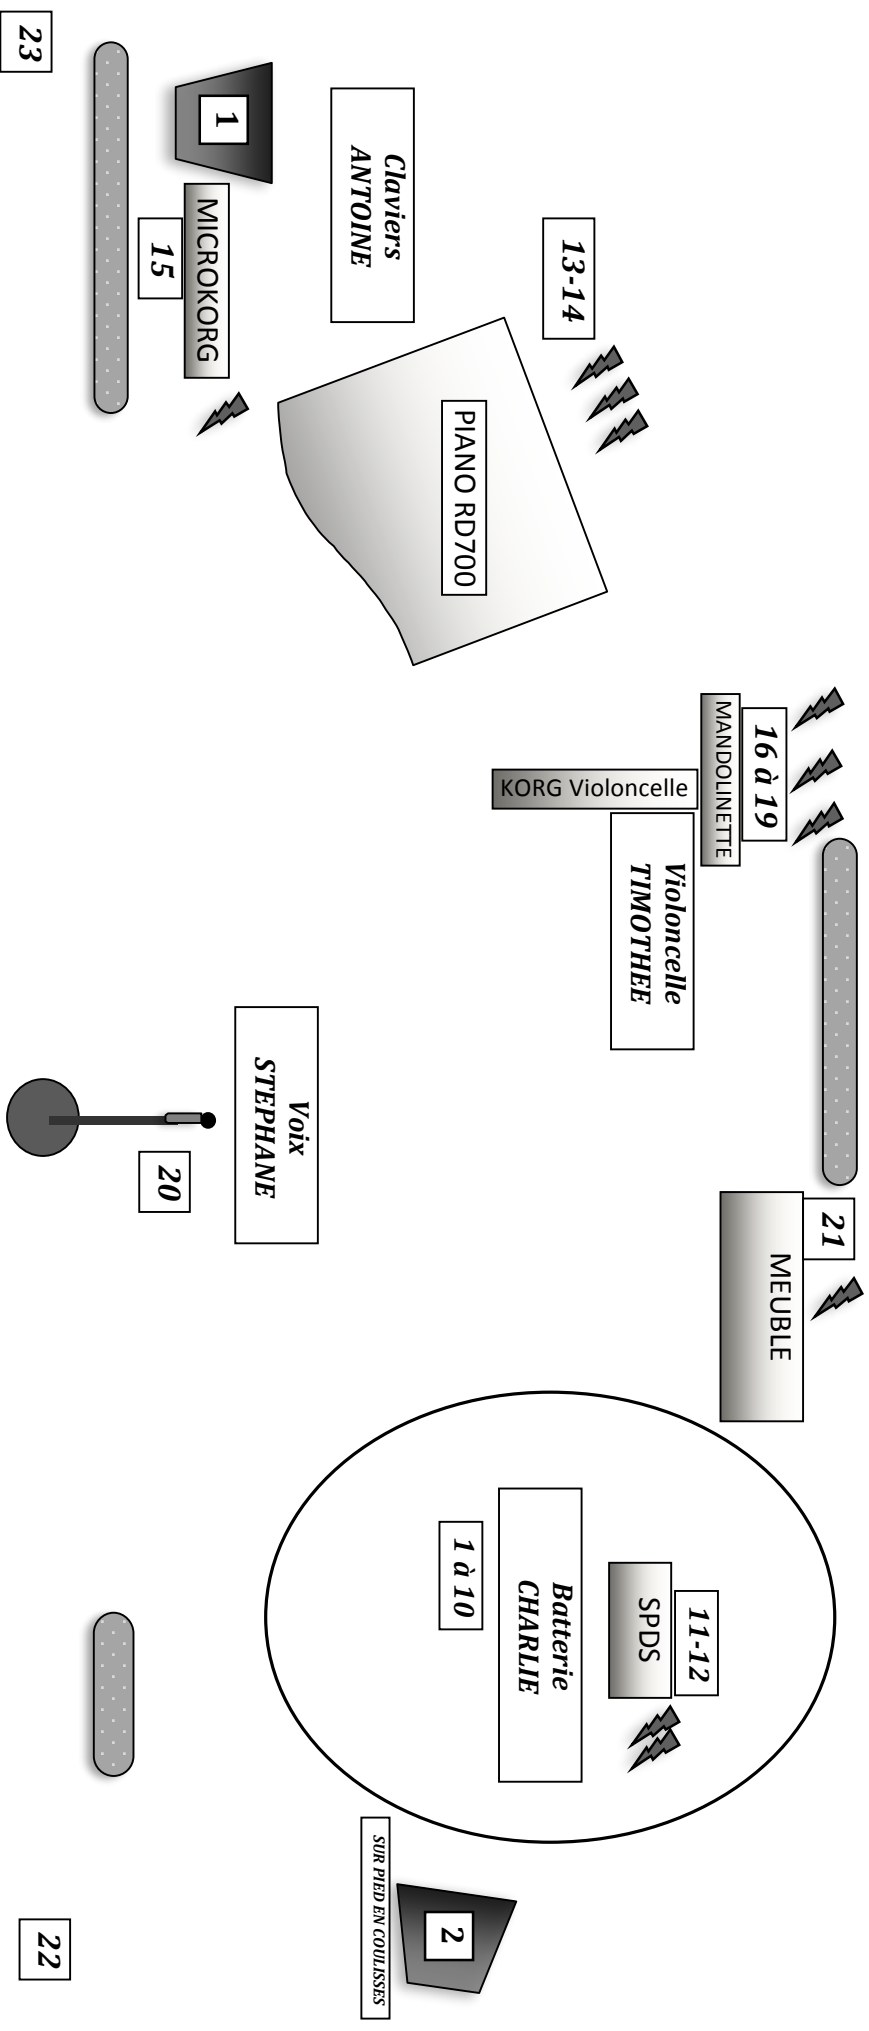 23
1
MICROKORG
15
Claviers
ANTOINE
13-14
PIANO RD700
16 à 19
MANDOLINETTE
KORG Violoncelle
Violoncelle
TIMOTHEE
Voix
STEPHANE
20
21
MEUBLE
11-12
SPDS
Batterie
CHARLIE
1 à 10
SUR PIED EN COULISSES
2
22